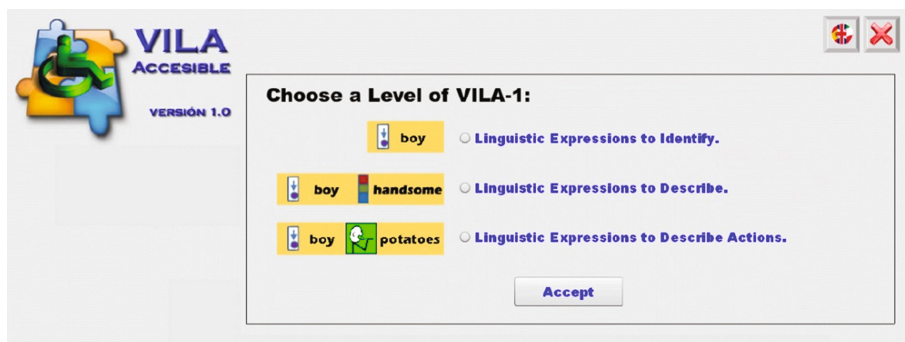 VILA
ACCESIBLE
VERSIÓN 1.0
Choose a Level of VILA-1:
boy Linguistic Expressions to Identify.
boy handsome Linguistic Expressions to Describe.
boy potatoes Linguistic Expressions to Describe Actions.
Accept